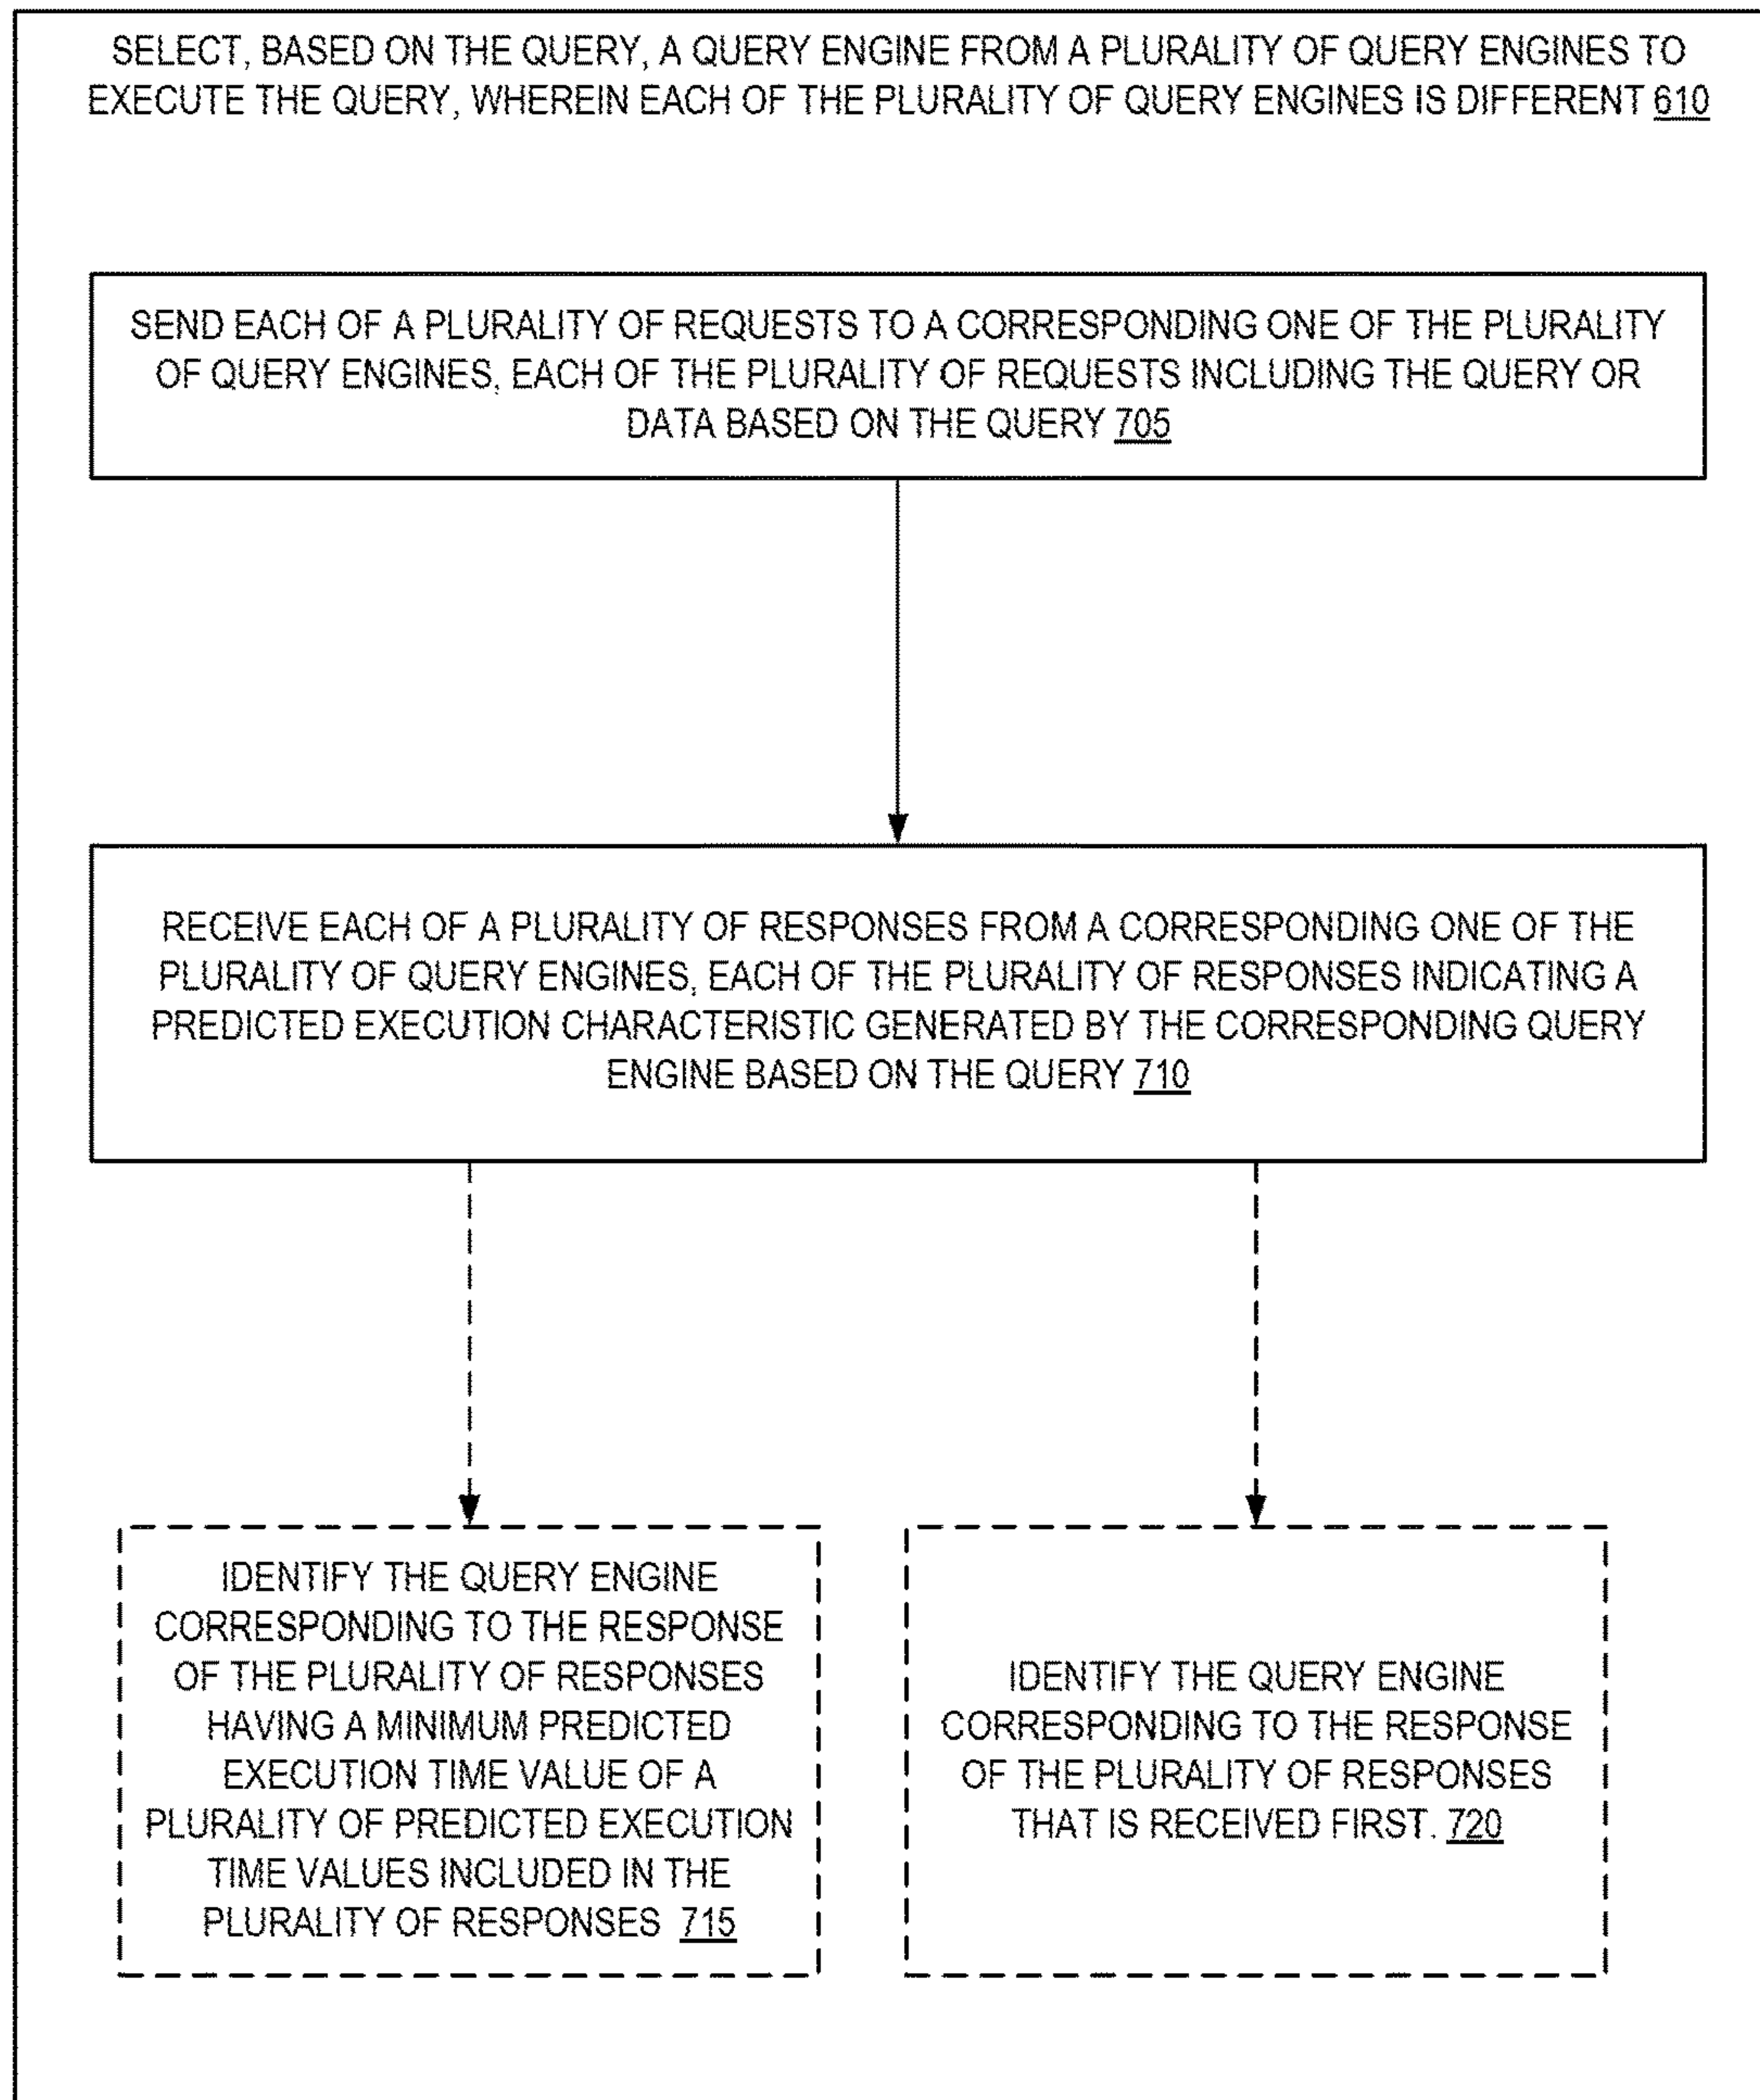 SELECT, BASED ON THE QUERY, A QUERY ENGINE FROM A PLURALITY OF QUERY ENGINES TO
EXECUTE THE QUERY, WHEREIN EACH OF THE PLURALITY OF QUERY ENGINES IS DIFFERENT 610
SEND EACH OF A PLURALITY OF REQUESTS TO A CORRESPONDING ONE OF THE PLURALITY
OF QUERY ENGINES, EACH OF THE PLURALITY OF REQUESTS INCLUDING THE QUERY OR
DATA BASED ON THE QUERY 705
RECEIVE EACH OF A PLURALITY OF RESPONSES FROM A CORRESPONDING ONE OF THE
PLURALITY OF QUERY ENGINES, EACH OF THE PLURALITY OF RESPONSES INDICATING A
PREDICTED EXECUTION CHARACTERISTIC GENERATED BY THE CORRESPONDING QUERY
ENGINE BASED ON THE QUERY 710
IDENTIFY THE QUERY ENGINE
CORRESPONDING TO THE RESPONSE
OF THE PLURALITY OF RESPONSES
HAVING A MINIMUM PREDICTED
EXECUTION TIME VALUE OF A
PLURALITY OF PREDICTED EXECUTION
TIME VALUES INCLUDED IN THE
PLURALITY OF RESPONSES 715
IDENTIFY THE QUERY ENGINE
CORRESPONDING TO THE RESPONSE
OF THE PLURALITY OF RESPONSES
THAT IS RECEIVED FIRST. 720